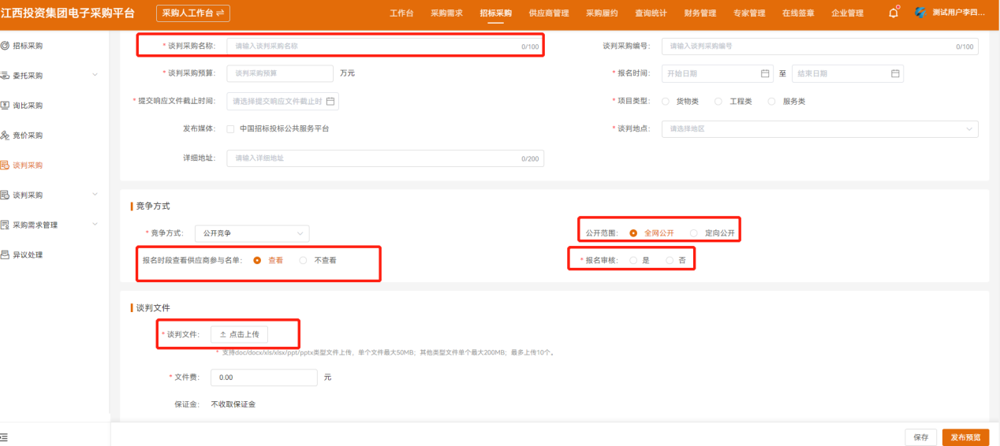 江西投资集团电子采购平台 采购人工作台 工作台 采购需求 招标采购 供应商管理 采购履约 查询统计 财务管理 专家管理 在线签章 企业管理 测试用户李四...
招标采购
委托采购
询比采购
竞价采购
谈判采购
谈判采购
采购需求管理
异议处理
* 谈判采购名称: 请输入谈判采购名称 0/100 谈判采购编号: 请输入谈判采购编号 0/100
* 谈判采购预算: 谈判采购预算 万元 * 报名时间: 开始日期 至 结束日期
* 提交响应文件截止时间: 请选择提交响应文件截止时 * 项目类型: 货物类 工程类 服务类
发布媒体: 中国招标投标公共服务平台 * 谈判地点: 请选择地区
详细地址: 请输入详细地址 0/200
竞争方式
* 竞争方式: 公开竞争 公开范围: 全网公开 定向公开
报名时段查看供应商参与名单: 查看 不查看 * 报名审核: 是 否
谈判文件
* 谈判文件: 点击上传
* 支持doc/docx/xls/xlsx/ppt/pptx类型文件上传，单个文件最大50MB；其他类型文件单个最大200MB；最多上传10个。
* 文件费: 0.00 元
保证金: 不收取保证金
保存 发布预览